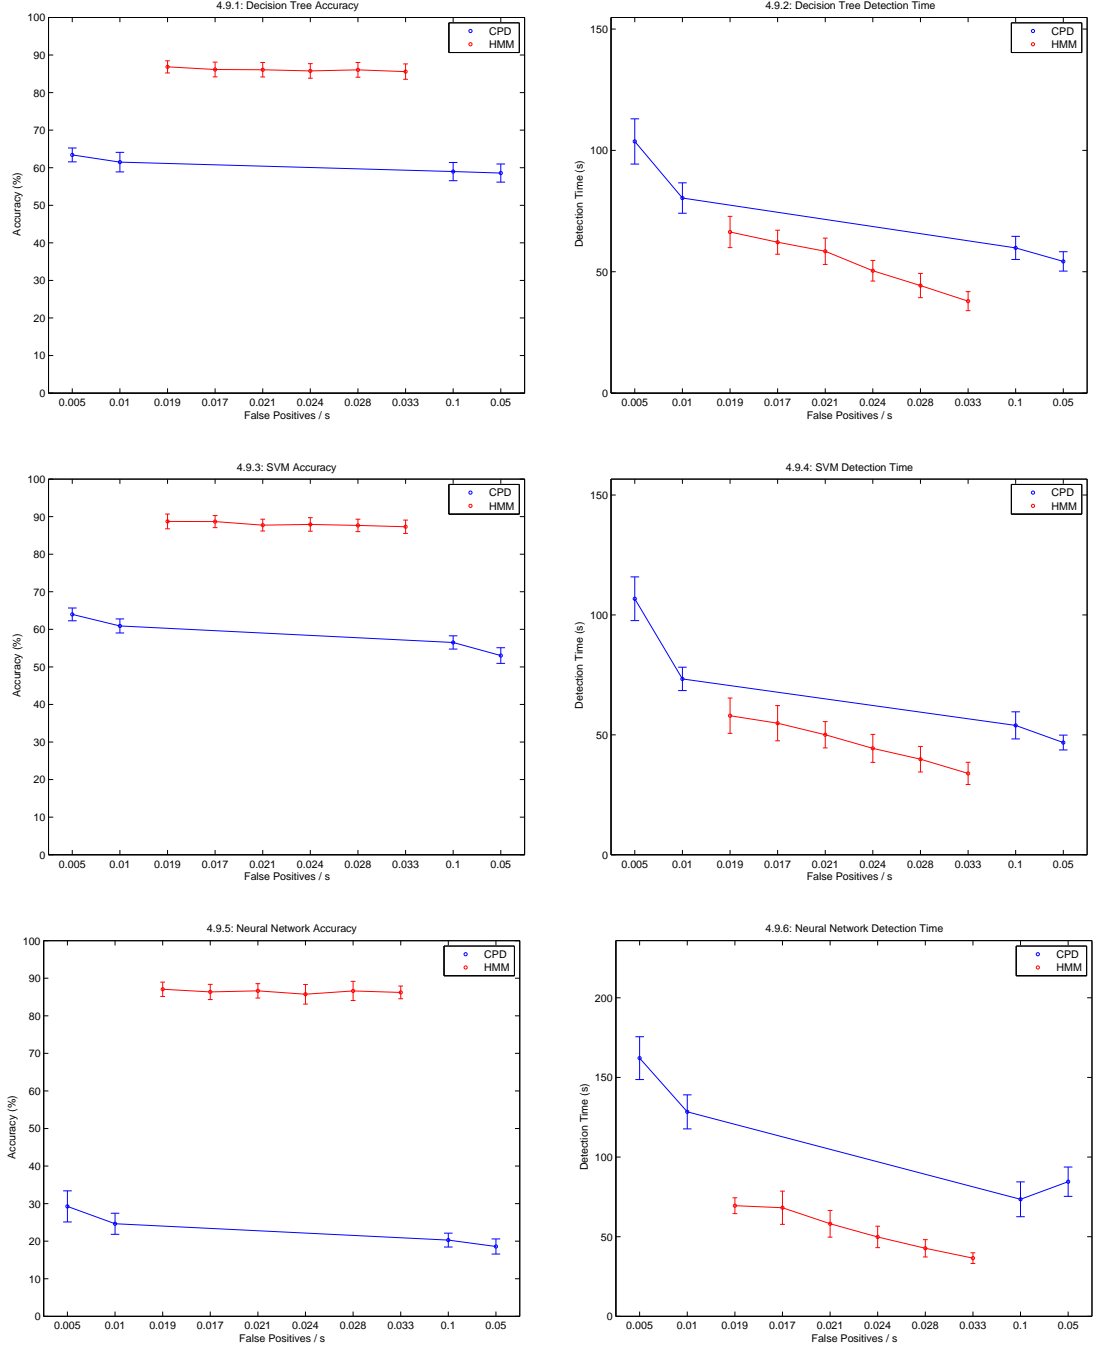 4.9.1: Decision Tree Accuracy
100
90
80
70
60
50
40
30
20
10
0
Accuracy (%)
CPD
HMM
0.005 0.01 0.019 0.017 0.021 0.024 0.028 0.033 0.1 0.05
False Positives / s
4.9.2: Decision Tree Detection Time
150
100
50
0
Detection Time (s)
CPD
HMM
0.005 0.01 0.019 0.017 0.021 0.024 0.028 0.033 0.1 0.05
False Positives / s
4.9.3: SVM Accuracy
100
90
80
70
60
50
40
30
20
10
0
Accuracy (%)
CPD
HMM
0.005 0.01 0.019 0.017 0.021 0.024 0.028 0.033 0.1 0.05
False Positives / s
4.9.4: SVM Detection Time
150
100
50
0
Detection Time (s)
CPD
HMM
0.005 0.01 0.019 0.017 0.021 0.024 0.028 0.033 0.1 0.05
False Positives / s
4.9.5: Neural Network Accuracy
100
90
80
70
60
50
40
30
20
10
0
Accuracy (%)
CPD
HMM
0.005 0.01 0.019 0.017 0.021 0.024 0.028 0.033 0.1 0.05
False Positives / s
4.9.6: Neural Network Detection Time
200
150
100
50
0
Detection Time (s)
CPD
HMM
0.005 0.01 0.019 0.017 0.021 0.024 0.028 0.033 0.1 0.05
False Positives / s